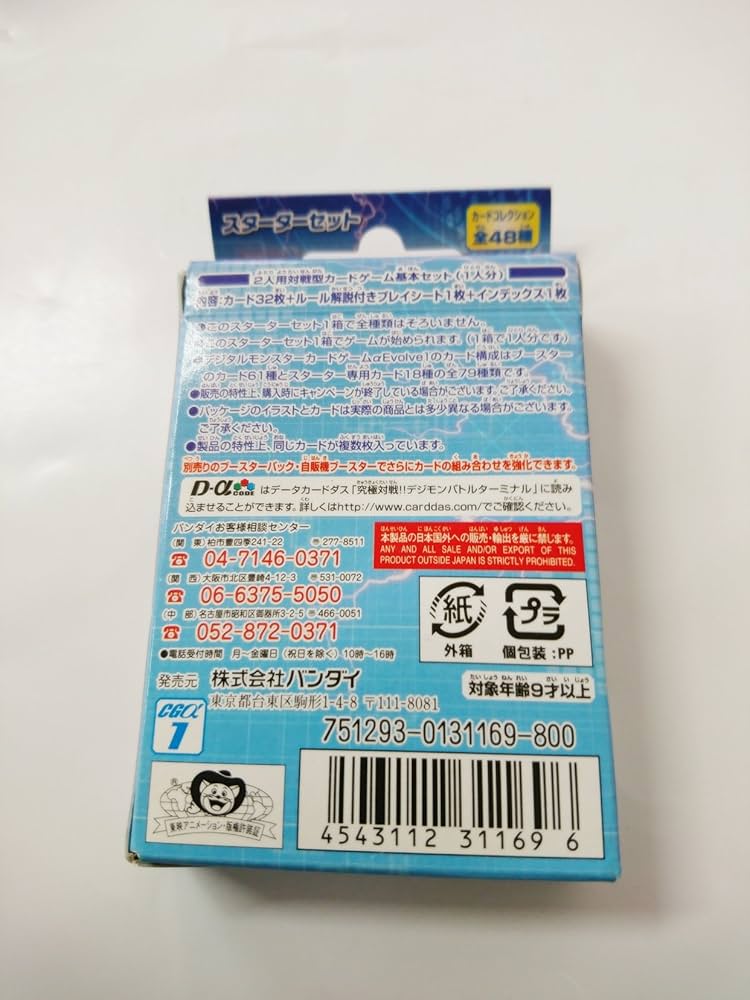 スターターセット
カードコレクション
全48種
2人用対戦型カードゲーム基本セット(1人分)
内容:カード32枚+ルール解説付きプレイシート1枚+インデックス1枚
●このスターターセット1箱で全種類はそろいません。
●このスターターセット1箱でゲームが始められます。(1箱で1人分です)
●デジタルモンスターカードゲームαEvolve1のカード構成はブースター
のカード61種とスターター専用カード18種の全79種類です。
●販売の特性上、購入時にキャンペーンが終了している場合がございます。ご了承ください。
●パッケージのイラストとカードは実際の商品とは多少異なる場合がございます。
ご了承ください。
●製品の特性上、同じカードが複数枚入っています。
別売りのブースターパック・自販機ブースターでさらにカードの組み合わせを強化できます。
D-α CODE はデータカードダス「究極対戦!!デジモンバトルターミナル」に読み
込ませることができます。詳しくはhttp://www.carddas.com/でご確認ください。
バンダイお客様相談センター
(関 東)柏市豊四季241-22 〒277-8511
☎ 04-7146-0371
(関 西)大阪市北区豊崎4-12-3 〒531-0072
☎ 06-6375-5050
(中 部)名古屋市昭和区御器所3-2-5 〒466-0051
☎ 052-872-0371
●電話受付時間 月〜金曜日(祝日を除く)10時〜16時
本製品の日本国外への販売・輸出を厳に禁じます。
ANY AND ALL SALE AND/OR EXPORT OF THIS
PRODUCT OUTSIDE JAPAN IS STRICTLY PROHIBITED.
紙
外箱
プラ
個包装:PP
発売元 株式会社バンダイ
東京都台東区駒形1-4-8 〒111-8081
対象年齢9才以上
CGα
1
751293-0131169-800
東映アニメーション・版権許諾証
4543112 311696